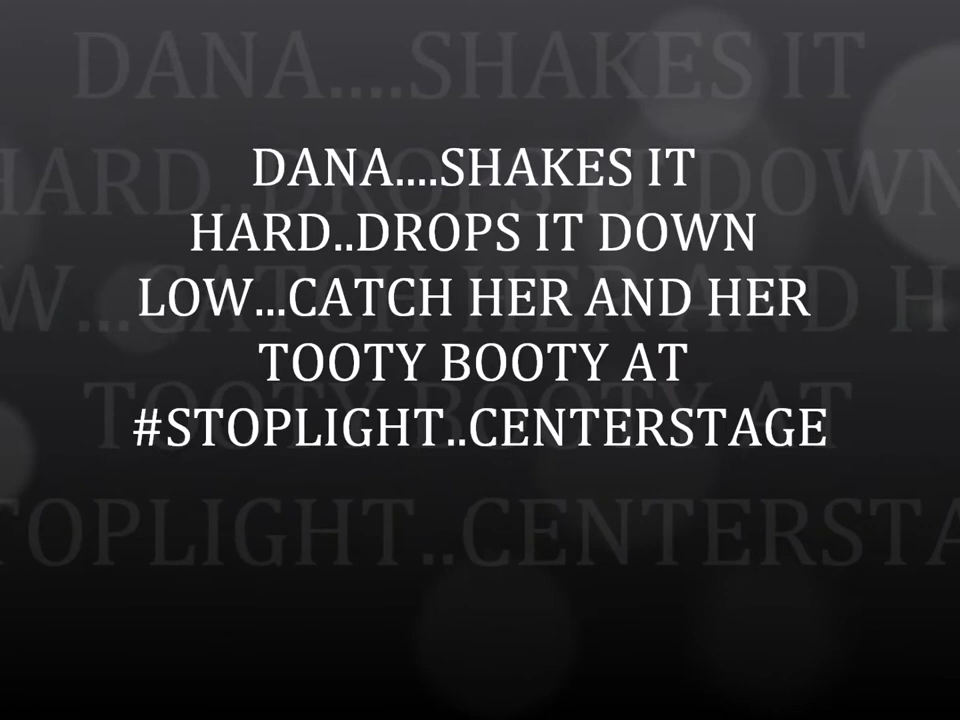 DANA....SHAKES IT
HARD..DROPS IT DOWN
LOW...CATCH HER AND HER
TOOTY BOOTY AT
#STOPLIGHT..CENTERSTAGE